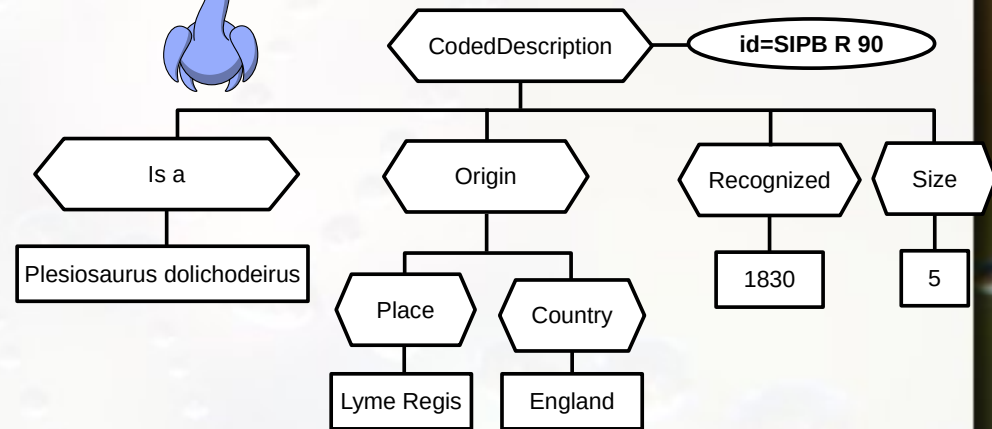 CodedDescription
id=SIPB R 90
Is a
Origin
Recognized
Size
Plesiosaurus dolichodeirus
1830
5
Place
Country
Lyme Regis
England